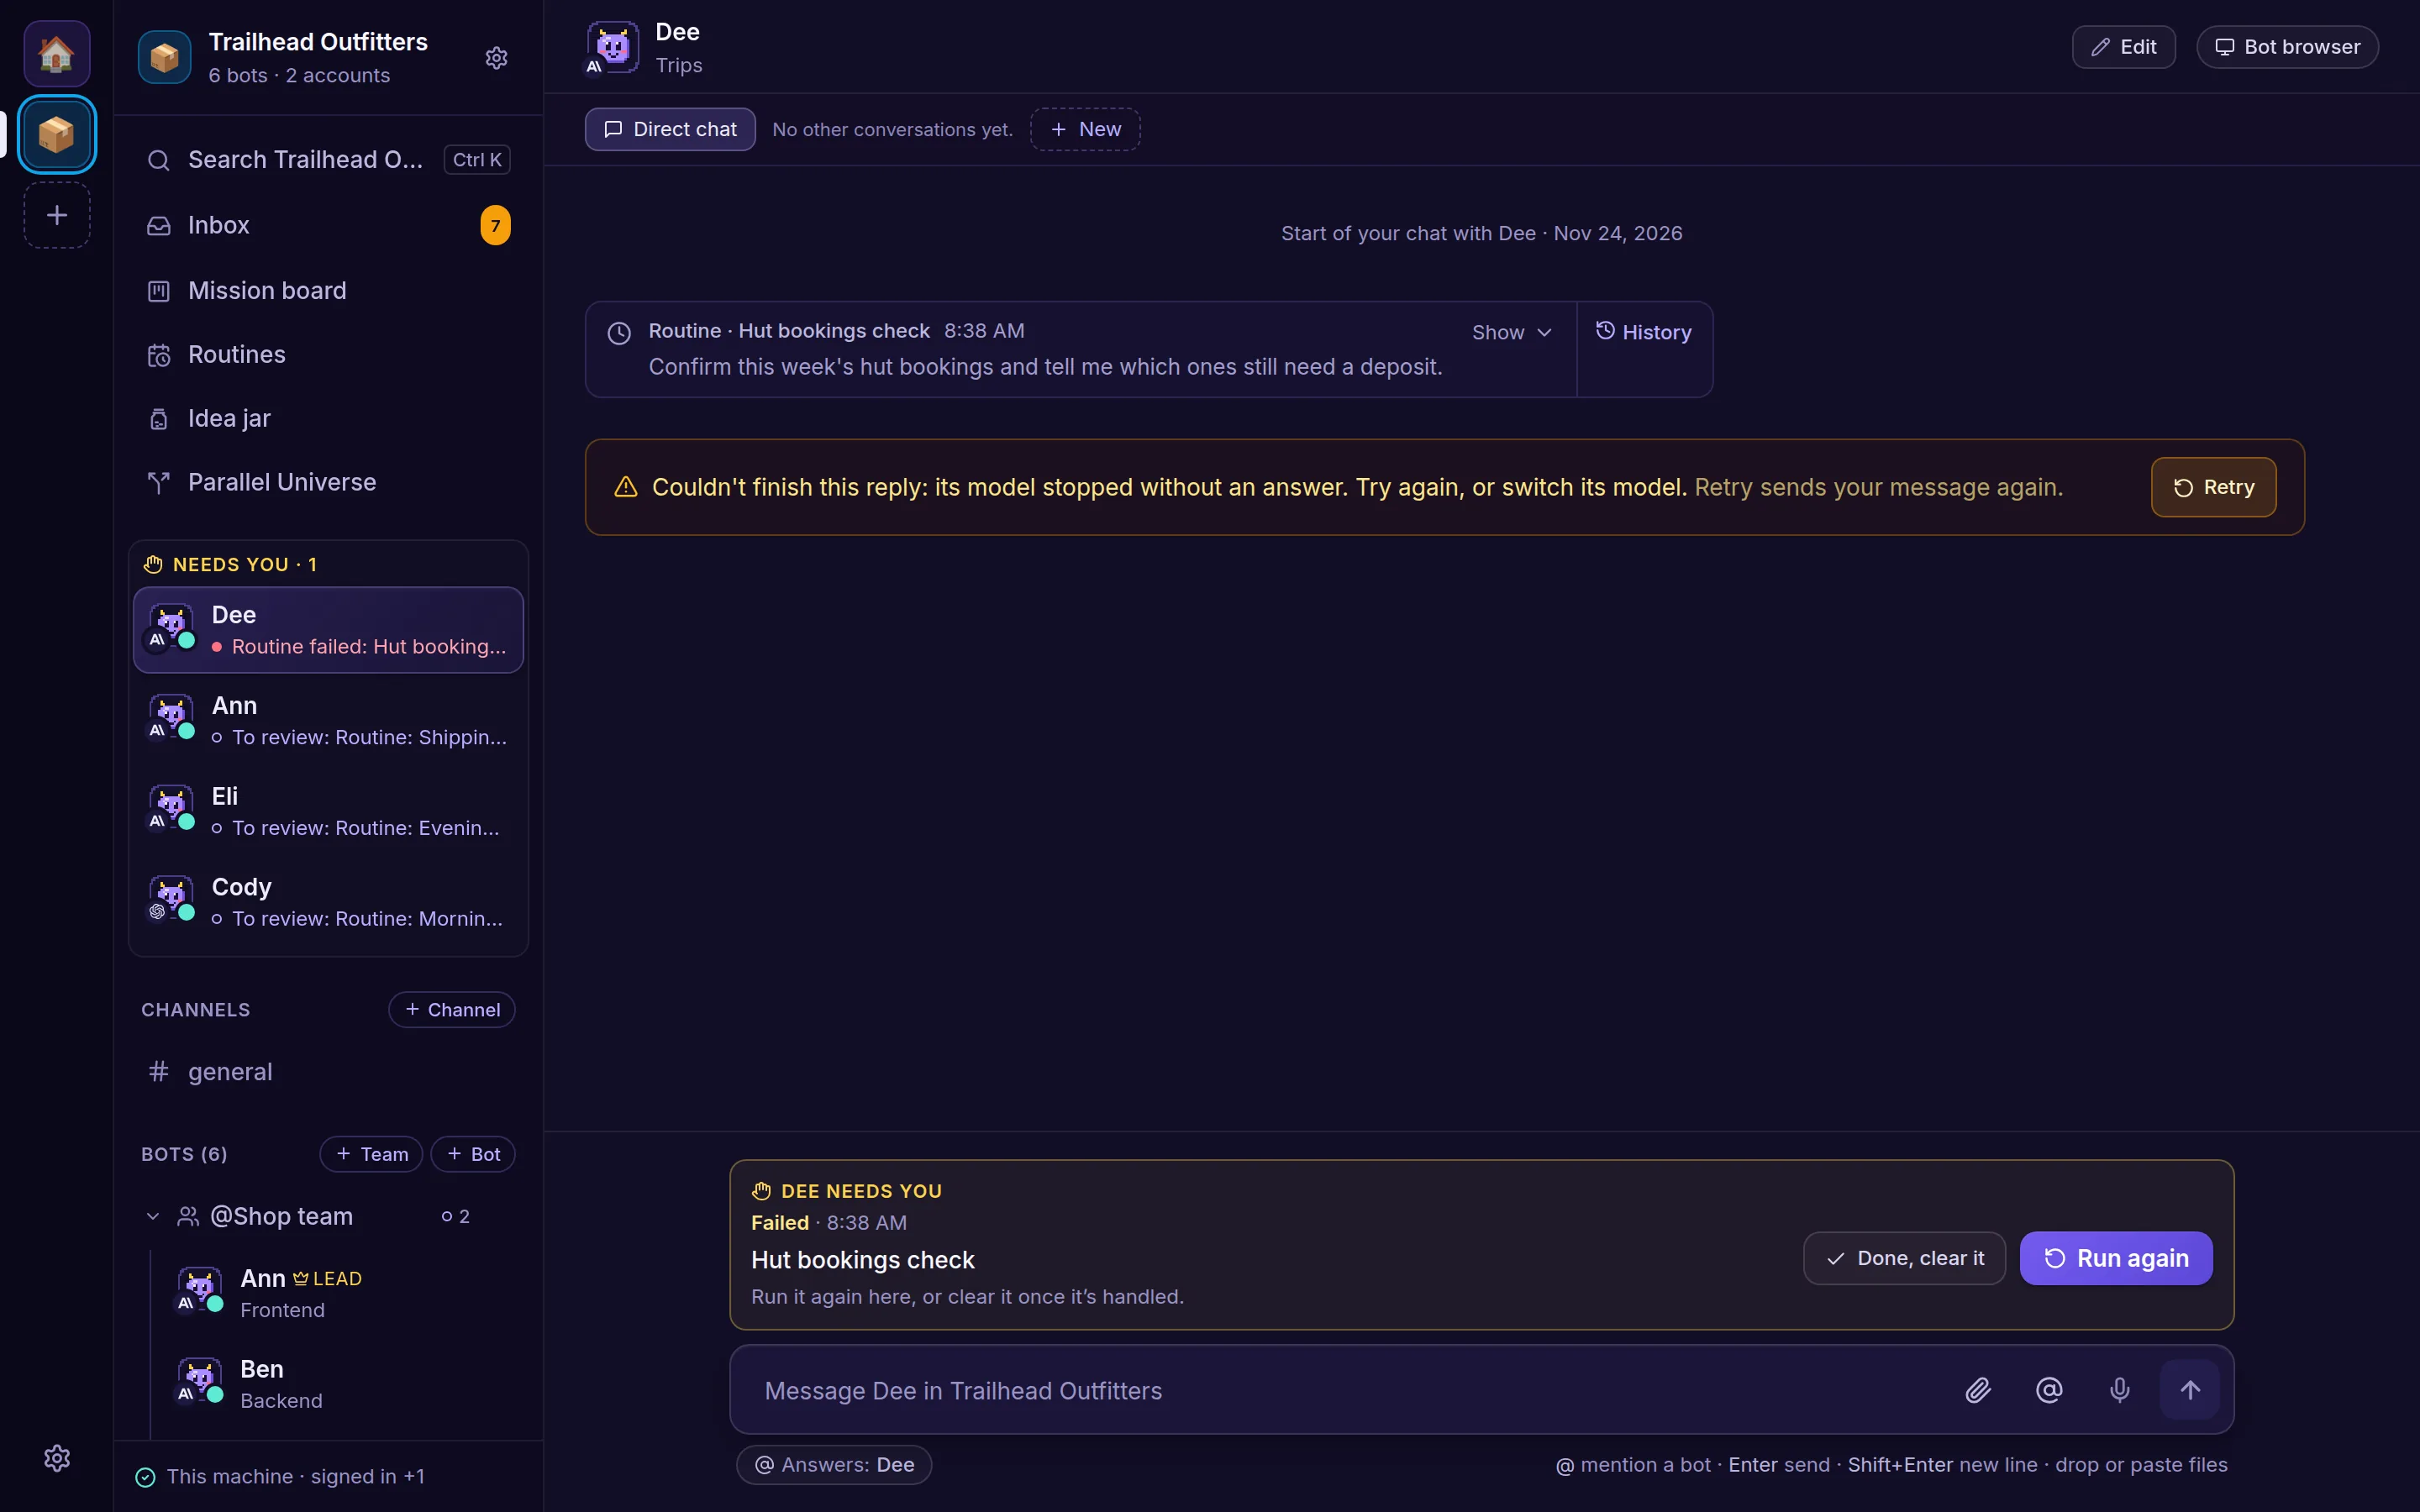 Trailhead Outfitters
6 bots · 2 accounts
Search Trailhead O...
Ctrl K
Inbox
7
Mission board
Routines
Idea jar
Parallel Universe
NEEDS YOU · 1
Dee
Routine failed: Hut booking...
Ann
To review: Routine: Shippin...
Eli
To review: Routine: Evenin...
Cody
To review: Routine: Mornin...
CHANNELS
+ Channel
# general
BOTS (6)
+ Team
+ Bot
@Shop team
2
Ann LEAD
Frontend
Ben
Backend
This machine · signed in +1
Dee
Trips
Edit
Bot browser
Direct chat
No other conversations yet.
+ New
Start of your chat with Dee · Nov 24, 2026
Routine · Hut bookings check 8:38 AM
Show
History
Confirm this week's hut bookings and tell me which ones still need a deposit.
Couldn't finish this reply: its model stopped without an answer. Try again, or switch its model. Retry sends your message again.
Retry
DEE NEEDS YOU
Failed · 8:38 AM
Hut bookings check
Run it again here, or clear it once it’s handled.
Done, clear it
Run again
Message Dee in Trailhead Outfitters
@ Answers: Dee
@ mention a bot · Enter send · Shift+Enter new line · drop or paste files